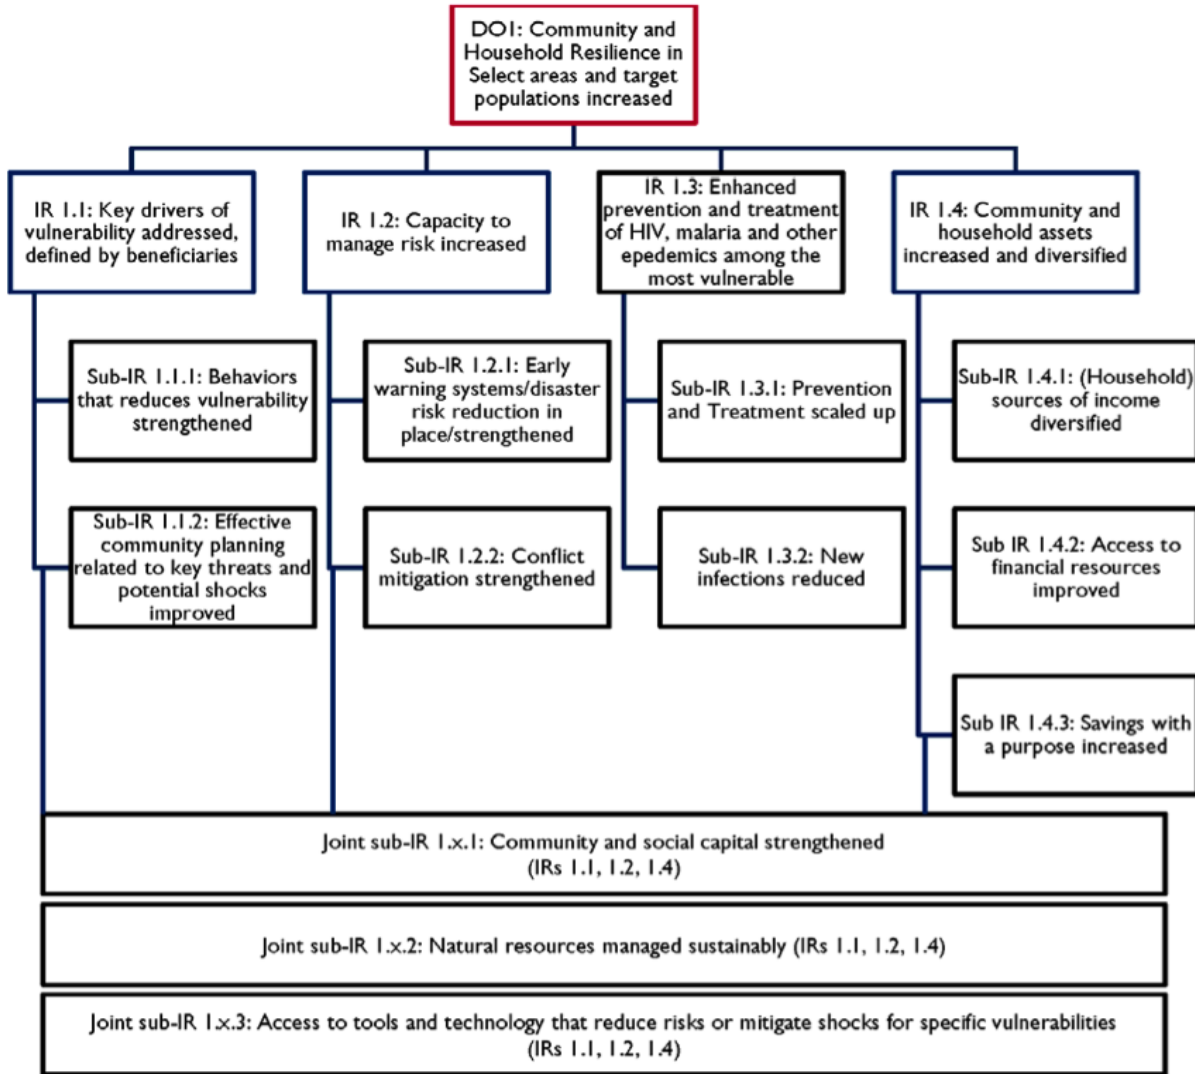 DO1: Community and
Household Resilience in
Select areas and target
populations increased
IR 1.1: Key drivers of
vulnerability addressed,
defined by beneficiaries
IR 1.2: Capacity to
manage risk increased
IR 1.3: Enhanced
prevention and treatment
of HIV, malaria and other
epedemics among the
most vulnerable
IR 1.4: Community and
household assets
increased and diversified
Sub-IR 1.1.1: Behaviors
that reduces vulnerability
strengthened
Sub-IR 1.2.1: Early
warning systems/disaster
risk reduction in
place/strengthened
Sub-IR 1.3.1: Prevention
and Treatment scaled up
Sub-IR 1.4.1: (Household)
sources of income
diversified
Sub-IR 1.1.2: Effective
community planning
related to key threats and
potential shocks
improved
Sub-IR 1.2.2: Conflict
mitigation strengthened
Sub-IR 1.3.2: New
infections reduced
Sub IR 1.4.2: Access to
financial resources
improved
Sub IR 1.4.3: Savings with
a purpose increased
Joint sub-IR 1.x.1: Community and social capital strengthened
(IRs 1.1, 1.2, 1.4)
Joint sub-IR 1.x.2: Natural resources managed sustainably (IRs 1.1, 1.2, 1.4)
Joint sub-IR 1.x.3: Access to tools and technology that reduce risks or mitigate shocks for specific vulnerabilities
(IRs 1.1, 1.2, 1.4)